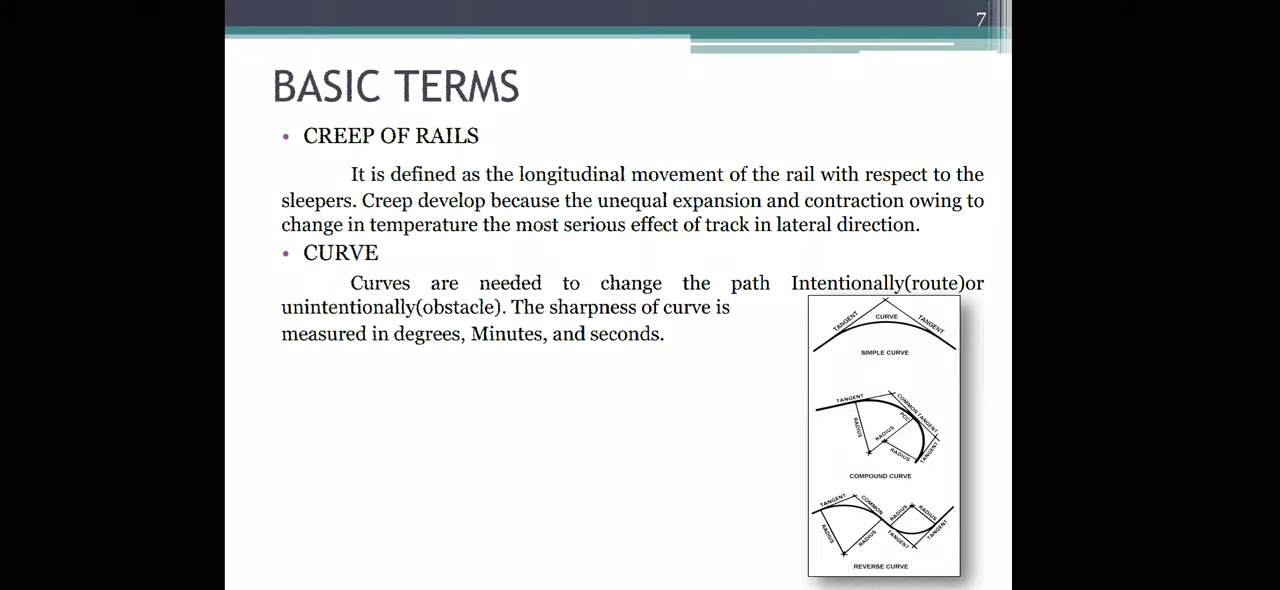 7
BASIC TERMS
• CREEP OF RAILS
It is defined as the longitudinal movement of the rail with respect to the
sleepers. Creep develop because the unequal expansion and contraction owing to
change in temperature the most serious effect of track in lateral direction.
• CURVE
Curves are needed to change the path Intentionally(route)or
unintentionally(obstacle). The sharpness of curve is
measured in degrees, Minutes, and seconds.
TANGENT
CURVE
TANGENT
SIMPLE CURVE
TANGENT
COMMON TANGENT
PCC
RADIUS
RADIUS
RADIUS
TANGENT
COMPOUND CURVE
TANGENT
COMMON
RADIUS
RADIUS
RADIUS
RADIUS
TANGENT
TANGENT
REVERSE CURVE